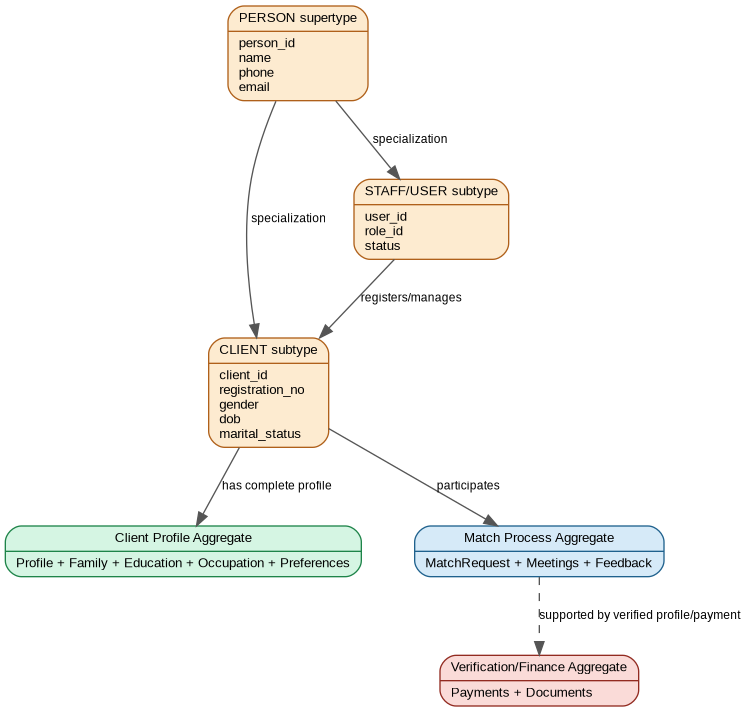 PERSON supertype
person_id
name
phone
email
specialization
STAFF/USER subtype
user_id
role_id
status
specialization
registers/manages
CLIENT subtype
client_id
registration_no
gender
dob
marital_status
has complete profile
participates
Client Profile Aggregate
Profile + Family + Education + Occupation + Preferences
Match Process Aggregate
MatchRequest + Meetings + Feedback
supported by verified profile/payment
Verification/Finance Aggregate
Payments + Documents